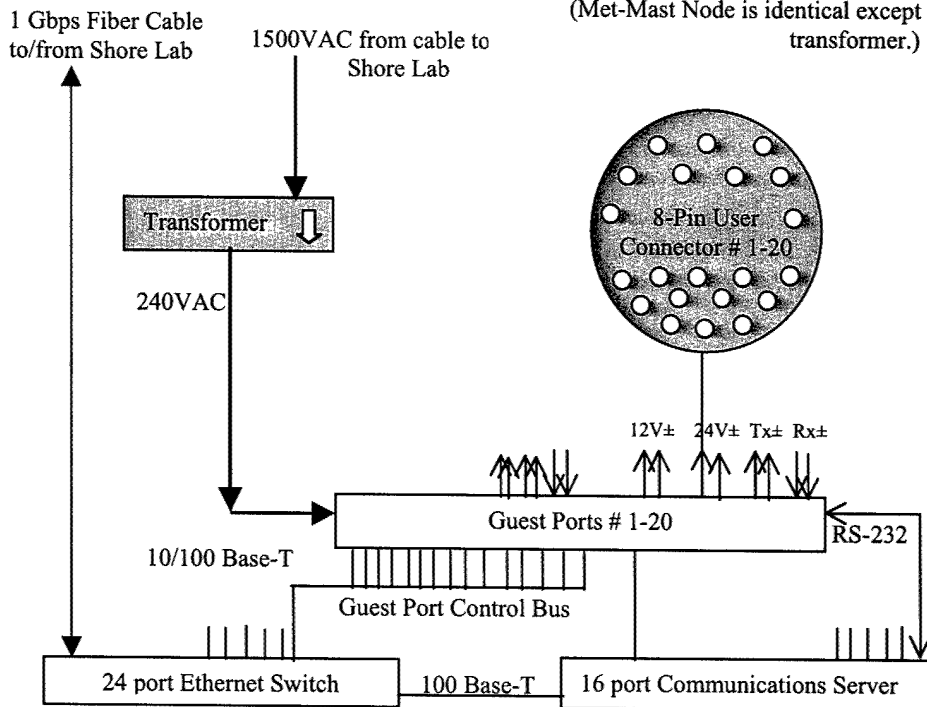 1 Gbps Fiber Cable
to/from Shore Lab
1500VAC from cable to
Shore Lab
(Met-Mast Node is identical except
transformer.)
Transformer
8-Pin User
Connector # 1-20
240VAC
12V±
24V±
Tx±
Rx±
Guest Ports # 1-20
RS-232
10/100 Base-T
Guest Port Control Bus
24 port Ethernet Switch
100 Base-T
16 port Communications Server